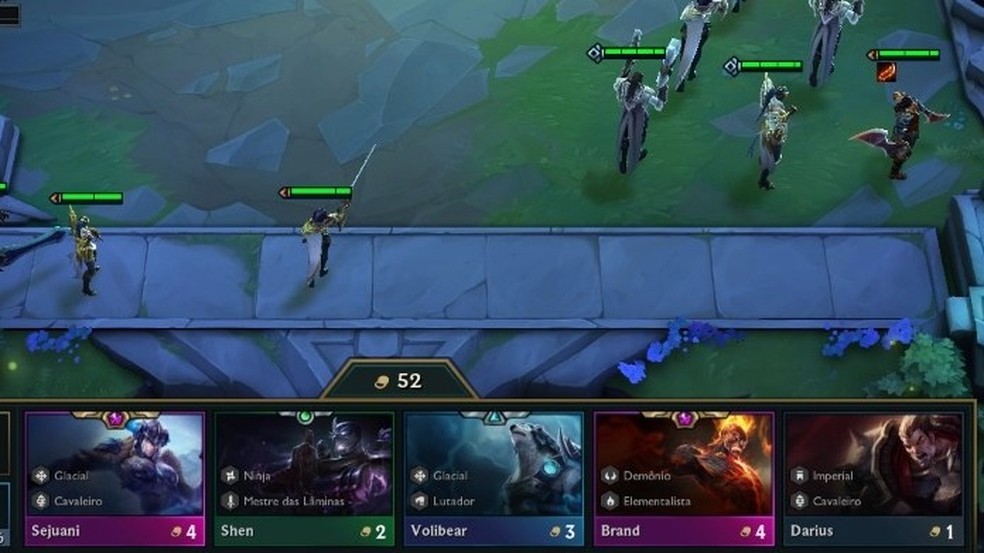 52
Glacial
Cavaleiro
Sejuani 4
Ninja
Mestre das Lâminas
Shen 2
Glacial
Lutador
Volibear 3
Demônio
Elementalista
Brand 4
Imperial
Cavaleiro
Darius 1